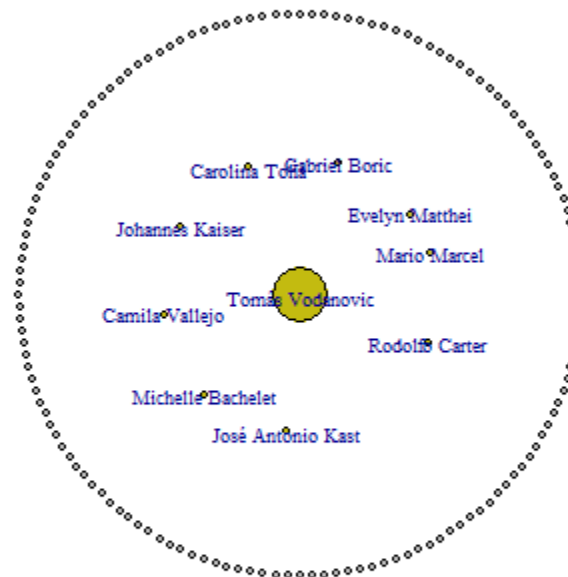 Carolina Tohá
Gabriel Boric
Evelyn Matthei
Johannes Kaiser
Mario Marcel
Tomás Vodanovic
Camila Vallejo
Rodolfo Carter
Michelle Bachelet
José Antonio Kast